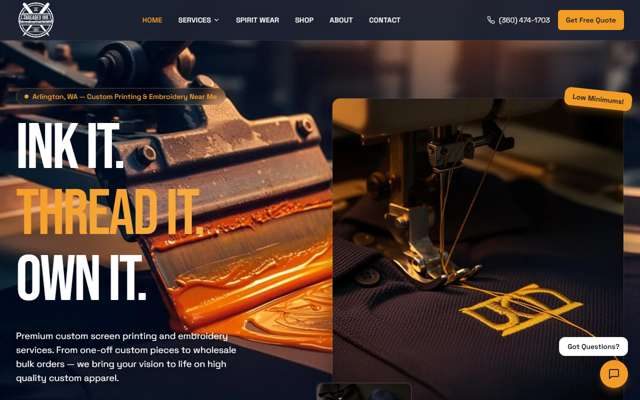 THREADED INK
HOME
SERVICES
SPIRIT WEAR
SHOP
ABOUT
CONTACT
(360) 474-1703
Get Free Quote
Arlington, WA — Custom Printing & Embroidery Near Me
Low Minimums!
INK IT.
THREAD IT.
OWN IT.
Premium custom screen printing and embroidery
services. From one-off custom pieces to wholesale
bulk orders — we bring your vision to life on high
quality custom apparel.
Got Questions?